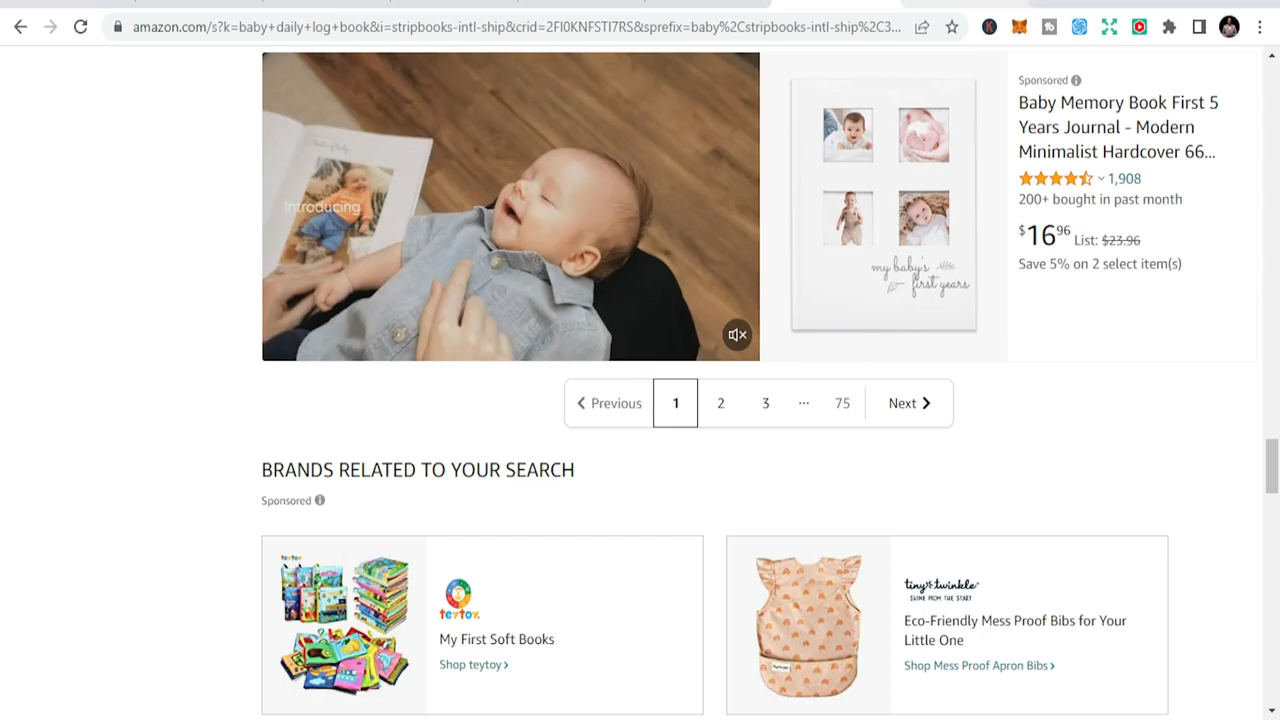 amazon.com/s?k=baby+daily+log+book&i=stripbooks-intl-ship&crid=2FI0KNFSTI7RS&sprefix=baby%2Cstripbooks-intl-ship%2C3...
Introducing
my baby's
first years
Sponsored
Baby Memory Book First 5
Years Journal - Modern
Minimalist Hardcover 66...
1,908
200+ bought in past month
$16.96 List: $23.96
Save 5% on 2 select item(s)
Previous 1 2 3 ... 75 Next
BRANDS RELATED TO YOUR SEARCH
Sponsored
teytoy
teytoy.
My First Soft Books
Shop teytoy
tiny twinkle
SHINE FROM THE START
Eco-Friendly Mess Proof Bibs for Your
Little One
Shop Mess Proof Apron Bibs